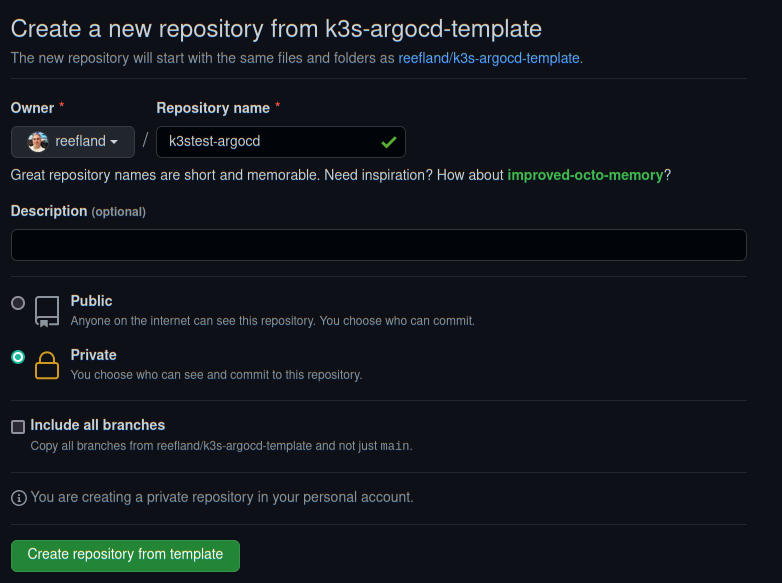 Create a new repository from k3s-argocd-template
The new repository will start with the same files and folders as reefland/k3s-argocd-template.
Owner * Repository name *
reefland / k3stest-argocd
Great repository names are short and memorable. Need inspiration? How about improved-octo-memory?
Description (optional)
Public
Anyone on the internet can see this repository. You choose who can commit.
Private
You choose who can see and commit to this repository.
Include all branches
Copy all branches from reefland/k3s-argocd-template and not just main.
You are creating a private repository in your personal account.
Create repository from template